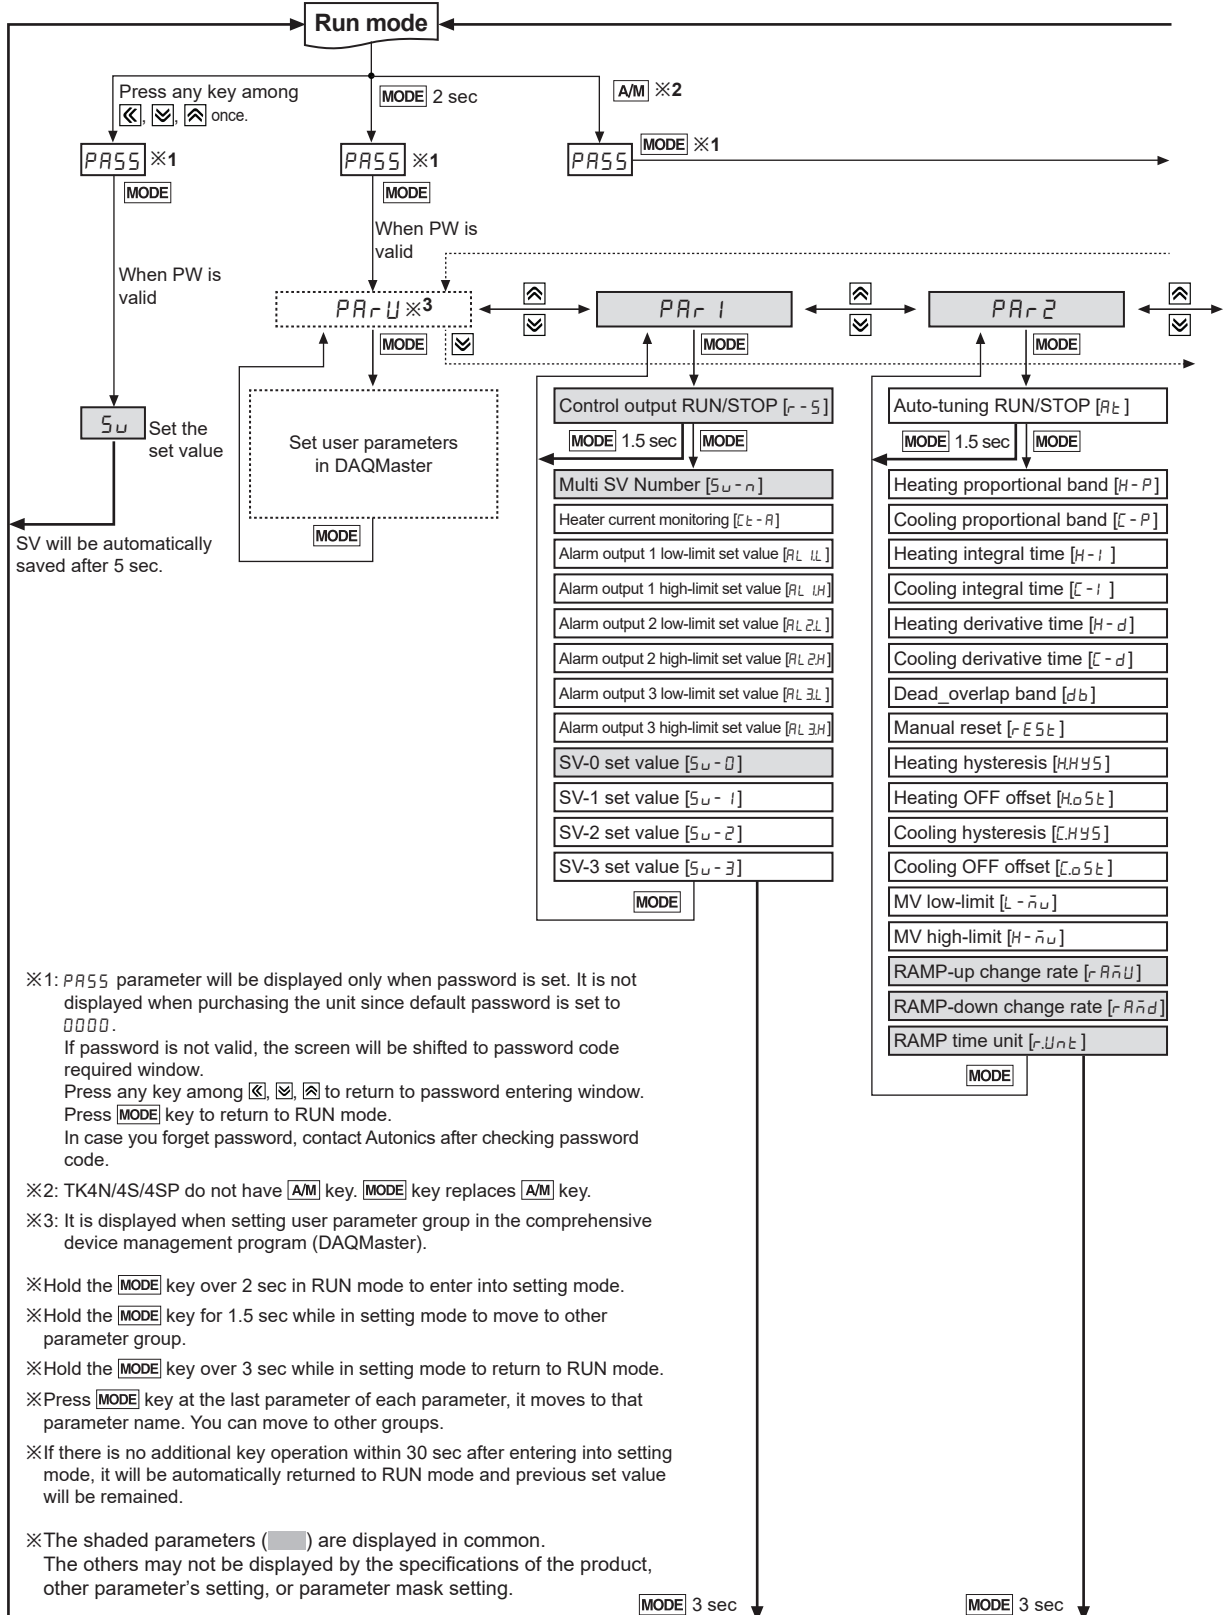 Run mode
Press any key among
, , once.
MODE 2 sec
A/M ※2
PASS ※1
PASS ※1
PASS
MODE ※1
MODE
MODE
When PW is
valid
When PW is
valid
PArU ※3
PAr1
PAr2
MODE
MODE
MODE
Su
Set the
set value
SV will be automatically
saved after 5 sec.
Set user parameters
in DAQMaster
MODE
Control output RUN/STOP [r-S]
MODE 1.5 sec MODE
Multi SV Number [Su-n]
Heater current monitoring [Ct-A]
Alarm output 1 low-limit set value [AL1.L]
Alarm output 1 high-limit set value [AL1.H]
Alarm output 2 low-limit set value [AL2.L]
Alarm output 2 high-limit set value [AL2.H]
Alarm output 3 low-limit set value [AL3.L]
Alarm output 3 high-limit set value [AL3.H]
SV-0 set value [Su-0]
SV-1 set value [Su-1]
SV-2 set value [Su-2]
SV-3 set value [Su-3]
MODE
Auto-tuning RUN/STOP [At]
MODE 1.5 sec MODE
Heating proportional band [H-P]
Cooling proportional band [C-P]
Heating integral time [H-I]
Cooling integral time [C-I]
Heating derivative time [H-d]
Cooling derivative time [C-d]
Dead_overlap band [db]
Manual reset [rESt]
Heating hysteresis [H.HYS]
Heating OFF offset [H.oSt]
Cooling hysteresis [C.HYS]
Cooling OFF offset [C.oSt]
MV low-limit [L-mu]
MV high-limit [H-mu]
RAMP-up change rate [rAmU]
RAMP-down change rate [rAmd]
RAMP time unit [r.Unt]
MODE
※1: PASS parameter will be displayed only when password is set. It is not
displayed when purchasing the unit since default password is set to
0000.
If password is not valid, the screen will be shifted to password code
required window.
Press any key among , , to return to password entering window.
Press MODE key to return to RUN mode.
In case you forget password, contact Autonics after checking password
code.
※2: TK4N/4S/4SP do not have A/M key. MODE key replaces A/M key.
※3: It is displayed when setting user parameter group in the comprehensive
device management program (DAQMaster).
※Hold the MODE key over 2 sec in RUN mode to enter into setting mode.
※Hold the MODE key for 1.5 sec while in setting mode to move to other
parameter group.
※Hold the MODE key over 3 sec while in setting mode to return to RUN mode.
※Press MODE key at the last parameter of each parameter, it moves to that
parameter name. You can move to other groups.
※If there is no additional key operation within 30 sec after entering into setting
mode, it will be automatically returned to RUN mode and previous set value
will be remained.
※The shaded parameters ( ) are displayed in common.
The others may not be displayed by the specifications of the product,
other parameter's setting, or parameter mask setting.
MODE 3 sec
MODE 3 sec